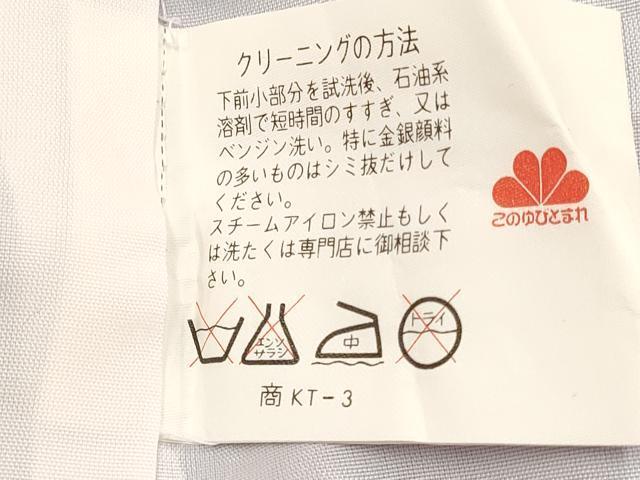 クリーニングの方法
下前小部分を試洗後、石油系
溶剤で短時間のすすぎ、又は
ベンジン洗い。特に金銀顔料
の多いものはシミ抜だけして
ください。
スチームアイロン禁止もしく
は洗たくは専門店に御相談下
さい。
このゆびとまれ
エンソ
サラシ
中
ドライ
商 KT-3